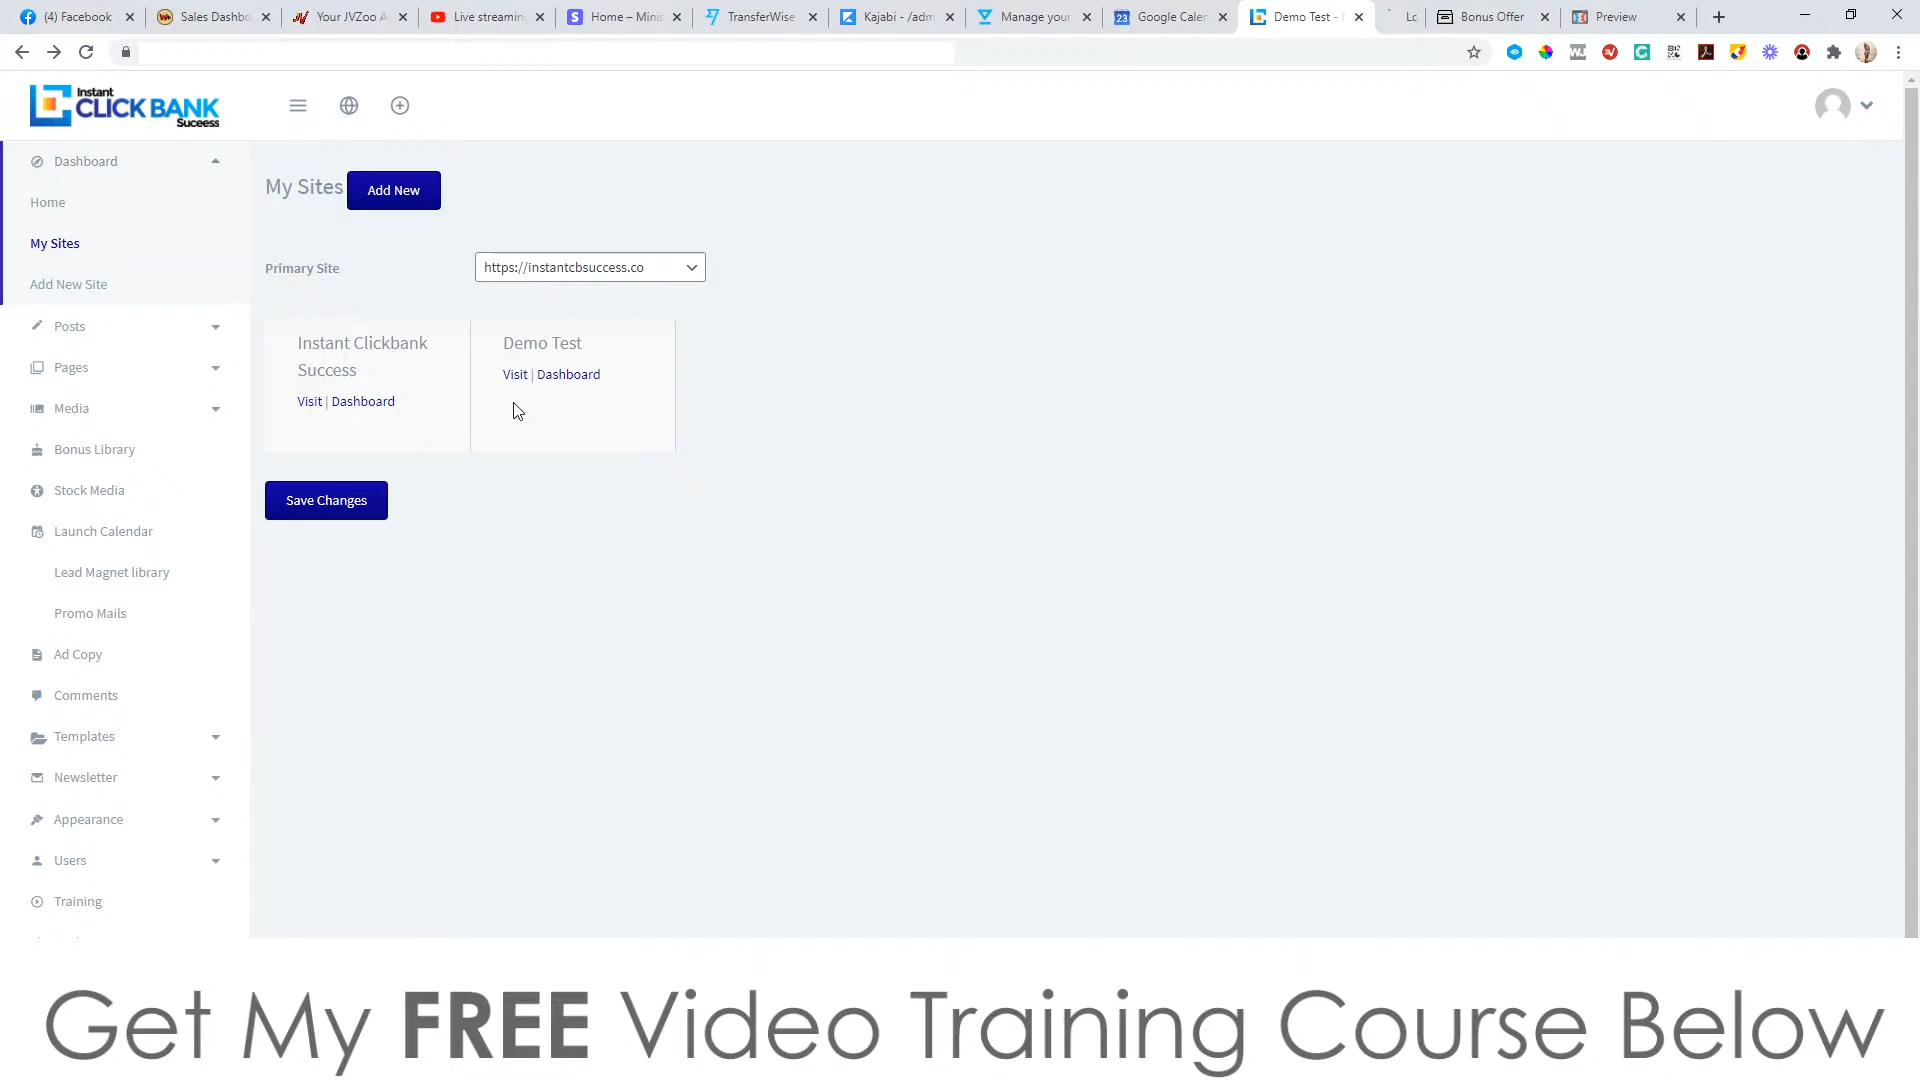 (4) Facebook
Sales Dashbo
Your JVZoo A
Live streaming
Home – Minis
TransferWise
Kajabi - /adm
Manage your
23
Google Calen
Demo Test -
Lc
Bonus Offer
Preview
Instant
CLICK BANK
Success
Dashboard
Home
My Sites
Add New Site
Posts
Pages
Media
Bonus Library
Stock Media
Launch Calendar
Lead Magnet library
Promo Mails
Ad Copy
Comments
Templates
Newsletter
Appearance
Users
Training
My Sites Add New
Primary Site https://instantcbsuccess.co
Instant Clickbank
Success
Visit | Dashboard
Demo Test
Visit | Dashboard
Save Changes
Get My FREE Video Training Course Below